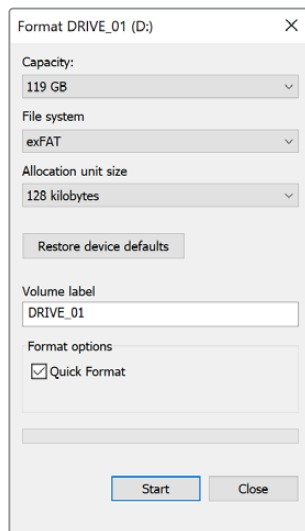 Format DRIVE_01 (D:)
Capacity:
119 GB
File system
exFAT
Allocation unit size
128 kilobytes
Restore device defaults
Volume label
DRIVE_01
Format options
Quick Format
Start Close